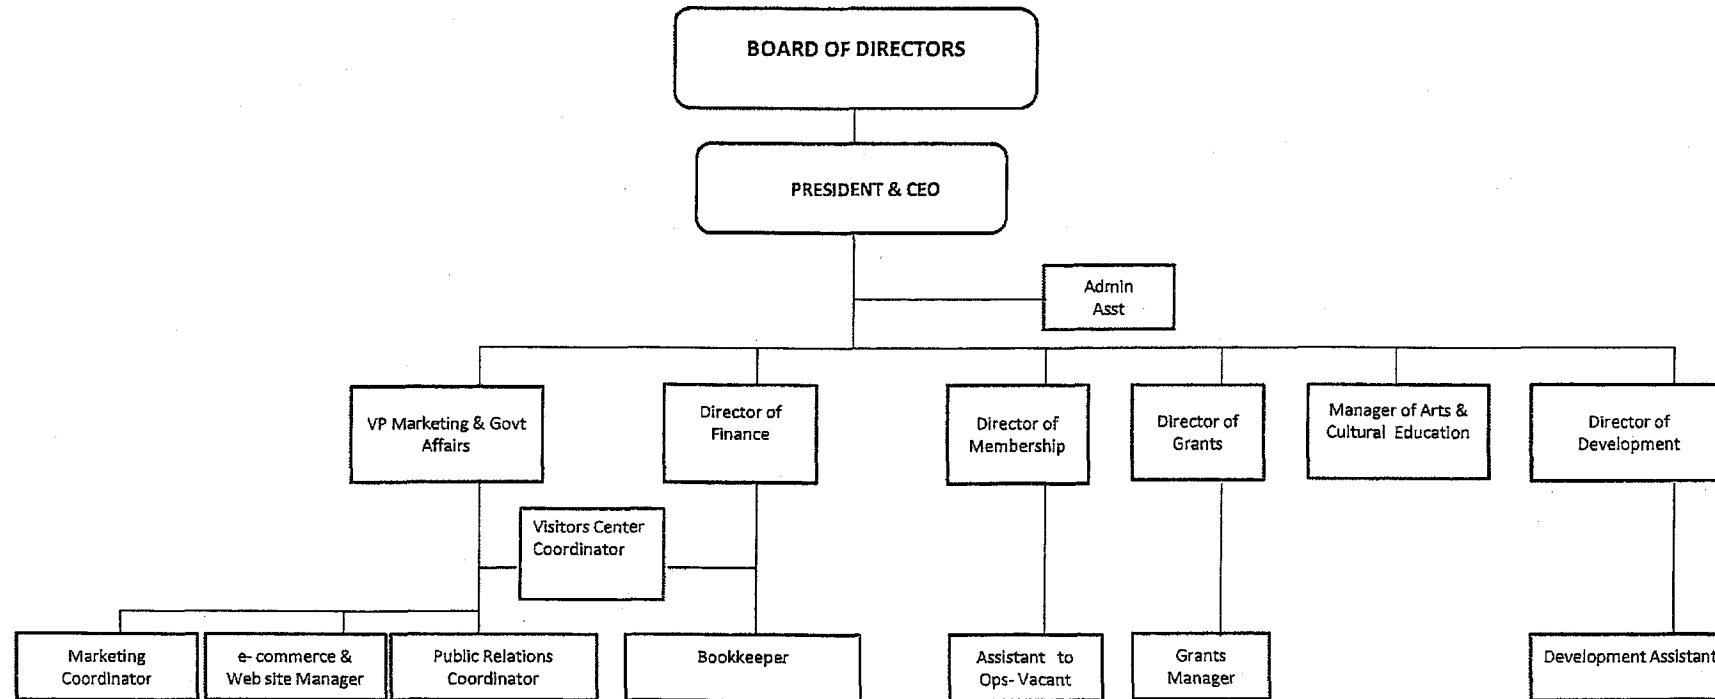 BOARD OF DIRECTORS
PRESIDENT & CEO
Admin
Asst
VP Marketing & Govt
Affairs
Director of
Finance
Director of
Membership
Director of
Grants
Manager of Arts &
Cultural Education
Director of
Development
Visitors Center
Coordinator
Marketing
Coordinator
e- commerce &
Web site Manager
Public Relations
Coordinator
Bookkeeper
Assistant to
Ops- Vacant
Grants
Manager
Development Assistant